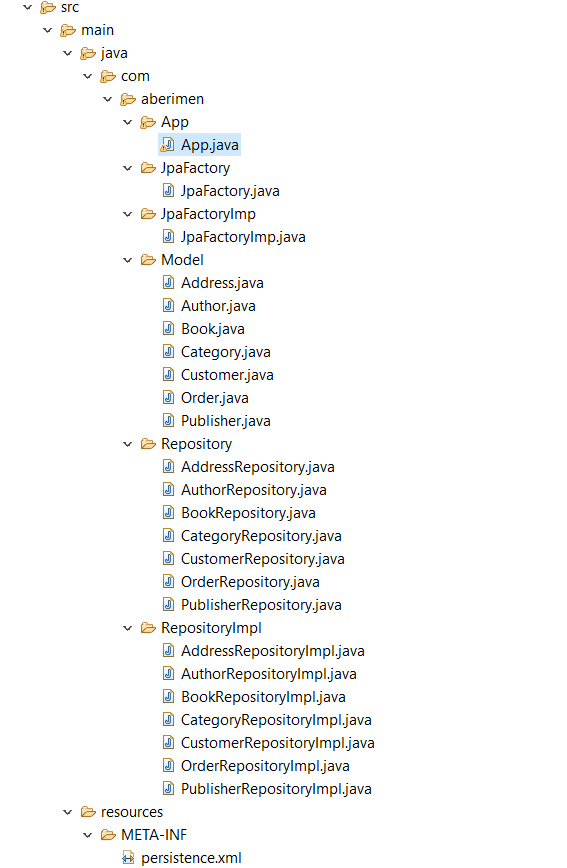 src
main
java
com
aberimen
App
App.java
JpaFactory
JpaFactory.java
JpaFactoryImp
JpaFactoryImp.java
Model
Address.java
Author.java
Book.java
Category.java
Customer.java
Order.java
Publisher.java
Repository
AddressRepository.java
AuthorRepository.java
BookRepository.java
CategoryRepository.java
CustomerRepository.java
OrderRepository.java
PublisherRepository.java
RepositoryImpl
AddressRepositoryImpl.java
AuthorRepositoryImpl.java
BookRepositoryImpl.java
CategoryRepositoryImpl.java
CustomerRepositoryImpl.java
OrderRepositoryImpl.java
PublisherRepositoryImpl.java
resources
META-INF
persistence.xml